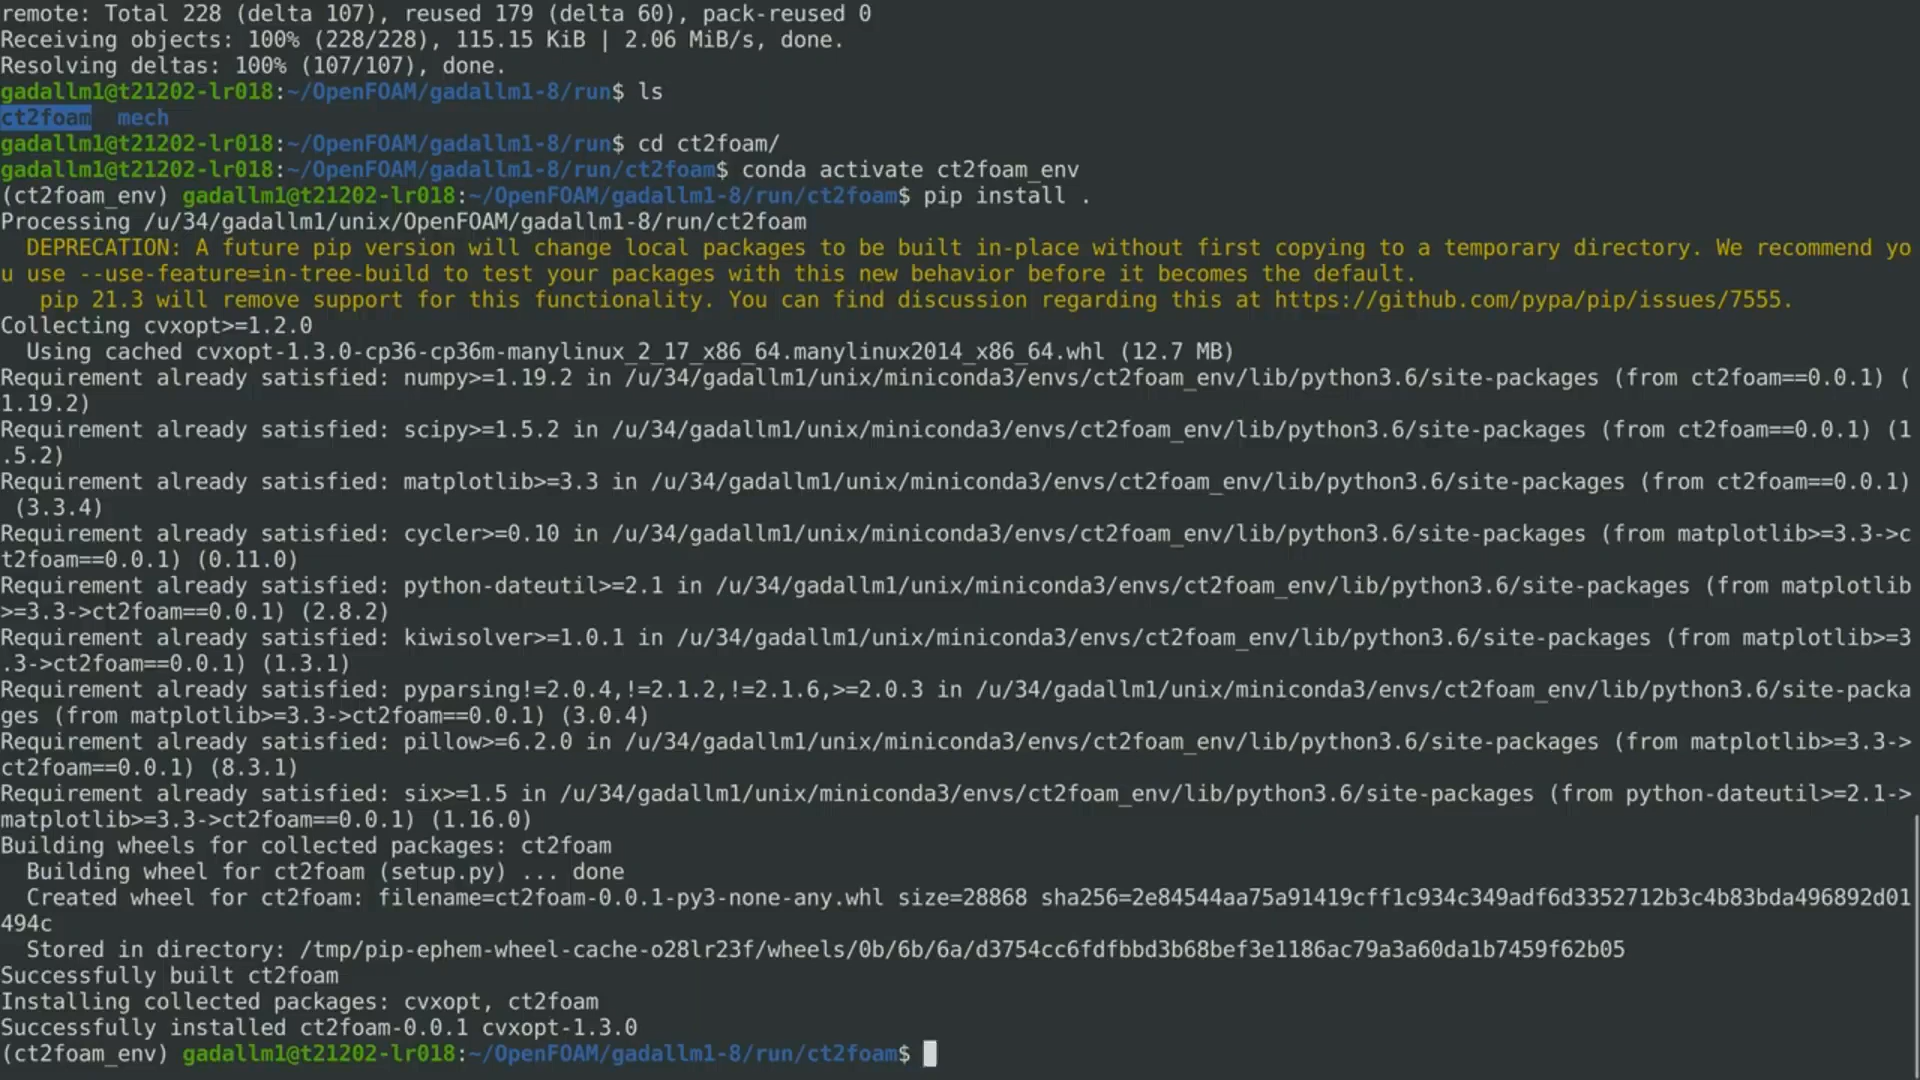 remote: Total 228 (delta 107), reused 179 (delta 60), pack-reused 0
Receiving objects: 100% (228/228), 115.15 KiB | 2.06 MiB/s, done.
Resolving deltas: 100% (107/107), done.
gadallm1@t21202-lr018:~/OpenFOAM/gadallm1-8/run$ ls
ct2foam  mech
gadallm1@t21202-lr018:~/OpenFOAM/gadallm1-8/run$ cd ct2foam/
gadallm1@t21202-lr018:~/OpenFOAM/gadallm1-8/run/ct2foam$ conda activate ct2foam_env
(ct2foam_env) gadallm1@t21202-lr018:~/OpenFOAM/gadallm1-8/run/ct2foam$ pip install .
Processing /u/34/gadallm1/unix/OpenFOAM/gadallm1-8/run/ct2foam
  DEPRECATION: A future pip version will change local packages to be built in-place without first copying to a temporary directory. We recommend yo
u use --use-feature=in-tree-build to test your packages with this new behavior before it becomes the default.
   pip 21.3 will remove support for this functionality. You can find discussion regarding this at https://github.com/pypa/pip/issues/7555.
Collecting cvxopt>=1.2.0
  Using cached cvxopt-1.3.0-cp36-cp36m-manylinux_2_17_x86_64.manylinux2014_x86_64.whl (12.7 MB)
Requirement already satisfied: numpy>=1.19.2 in /u/34/gadallm1/unix/miniconda3/envs/ct2foam_env/lib/python3.6/site-packages (from ct2foam==0.0.1) (
1.19.2)
Requirement already satisfied: scipy>=1.5.2 in /u/34/gadallm1/unix/miniconda3/envs/ct2foam_env/lib/python3.6/site-packages (from ct2foam==0.0.1) (1
.5.2)
Requirement already satisfied: matplotlib>=3.3 in /u/34/gadallm1/unix/miniconda3/envs/ct2foam_env/lib/python3.6/site-packages (from ct2foam==0.0.1)
 (3.3.4)
Requirement already satisfied: cycler>=0.10 in /u/34/gadallm1/unix/miniconda3/envs/ct2foam_env/lib/python3.6/site-packages (from matplotlib>=3.3->c
t2foam==0.0.1) (0.11.0)
Requirement already satisfied: python-dateutil>=2.1 in /u/34/gadallm1/unix/miniconda3/envs/ct2foam_env/lib/python3.6/site-packages (from matplotlib
>=3.3->ct2foam==0.0.1) (2.8.2)
Requirement already satisfied: kiwisolver>=1.0.1 in /u/34/gadallm1/unix/miniconda3/envs/ct2foam_env/lib/python3.6/site-packages (from matplotlib>=3
.3->ct2foam==0.0.1) (1.3.1)
Requirement already satisfied: pyparsing!=2.0.4,!=2.1.2,!=2.1.6,>=2.0.3 in /u/34/gadallm1/unix/miniconda3/envs/ct2foam_env/lib/python3.6/site-packa
ges (from matplotlib>=3.3->ct2foam==0.0.1) (3.0.4)
Requirement already satisfied: pillow>=6.2.0 in /u/34/gadallm1/unix/miniconda3/envs/ct2foam_env/lib/python3.6/site-packages (from matplotlib>=3.3->
ct2foam==0.0.1) (8.3.1)
Requirement already satisfied: six>=1.5 in /u/34/gadallm1/unix/miniconda3/envs/ct2foam_env/lib/python3.6/site-packages (from python-dateutil>=2.1->
matplotlib>=3.3->ct2foam==0.0.1) (1.16.0)
Building wheels for collected packages: ct2foam
  Building wheel for ct2foam (setup.py) ... done
  Created wheel for ct2foam: filename=ct2foam-0.0.1-py3-none-any.whl size=28868 sha256=2e84544aa75a91419cff1c934c349adf6d3352712b3c4b83bda496892d01
494c
  Stored in directory: /tmp/pip-ephem-wheel-cache-o28lr23f/wheels/0b/6b/6a/d3754cc6fdfbbd3b68bef3e1186ac79a3a60da1b7459f62b05
Successfully built ct2foam
Installing collected packages: cvxopt, ct2foam
Successfully installed ct2foam-0.0.1 cvxopt-1.3.0
(ct2foam_env) gadallm1@t21202-lr018:~/OpenFOAM/gadallm1-8/run/ct2foam$